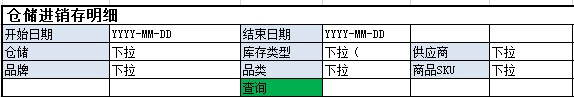 仓储进销存明细
开始日期 YYYY-MM-DD 结束日期 YYYY-MM-DD
仓储 下拉 库存类型 下拉（ 供应商 下拉
品牌 下拉 品类 下拉 商品SKU 下拉
查询